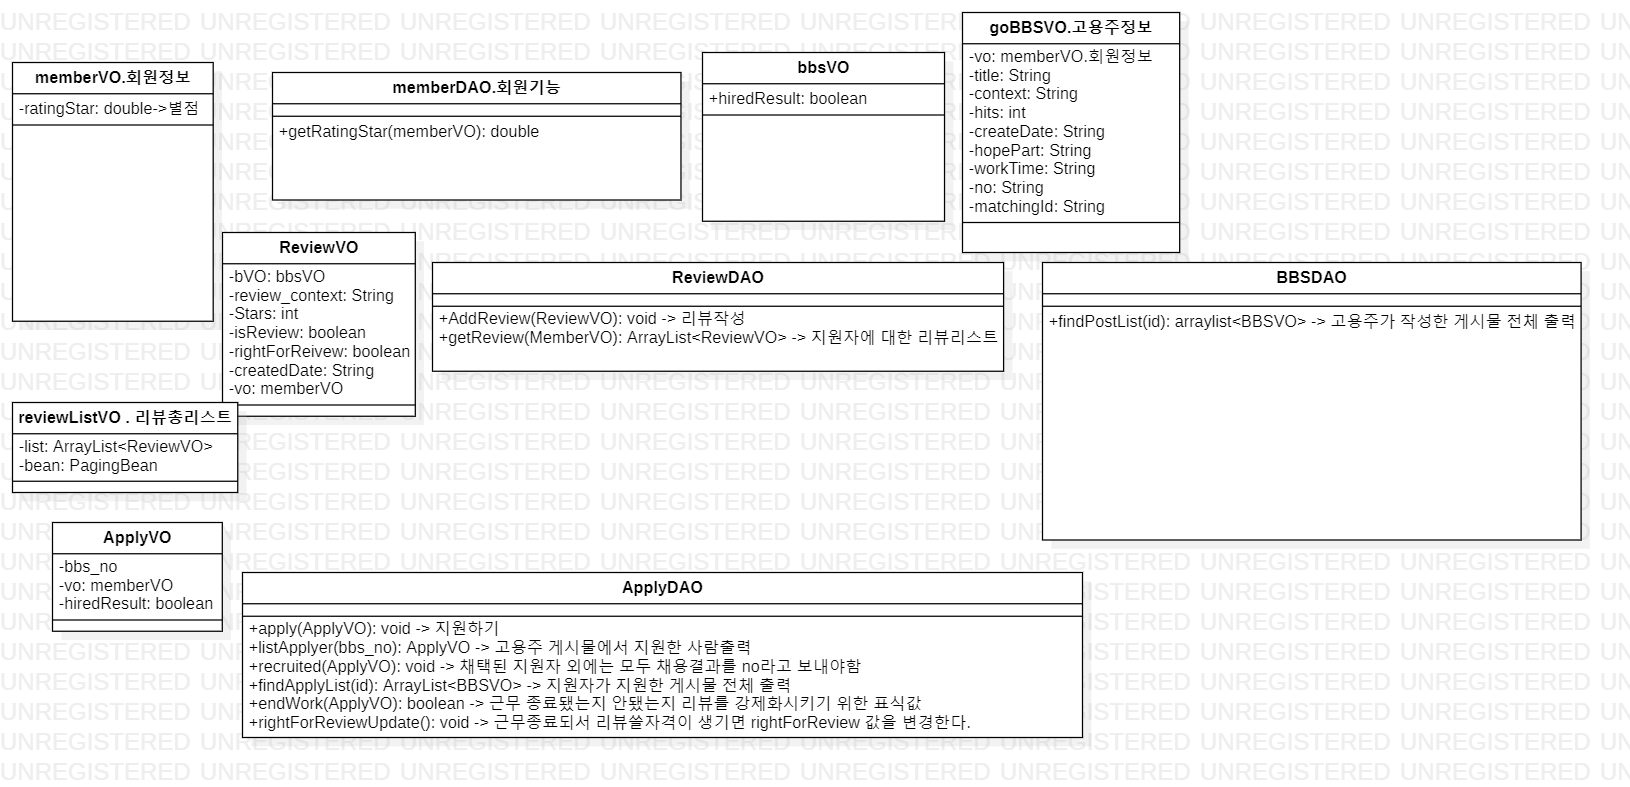 memberVO.회원정보
-ratingStar: double->별점
memberDAO.회원기능
+getRatingStar(memberVO): double
bbsVO
+hiredResult: boolean
goBBSVO.고용주정보
-vo: memberVO.회원정보
-title: String
-context: String
-hits: int
-createDate: String
-hopePart: String
-workTime: String
-no: String
-matchingId: String
ReviewVO
-bVO: bbsVO
-review_context: String
-Stars: int
-isReview: boolean
-rightForReivew: boolean
-createdDate: String
-vo: memberVO
ReviewDAO
+AddReview(ReviewVO): void -> 리뷰작성
+getReview(MemberVO): ArrayList<ReviewVO> -> 지원자에 대한 리뷰리스트
BBSDAO
+findPostList(id): arraylist<BBSVO> -> 고용주가 작성한 게시물 전체 출력
reviewListVO . 리뷰총리스트
-list: ArrayList<ReviewVO>
-bean: PagingBean
ApplyVO
-bbs_no
-vo: memberVO
-hiredResult: boolean
ApplyDAO
+apply(ApplyVO): void -> 지원하기
+listApplyer(bbs_no): ApplyVO -> 고용주 게시물에서 지원한 사람출력
+recruited(ApplyVO): void -> 채택된 지원자 외에는 모두 채용결과를 no라고 보내야함
+findApplyList(id): ArrayList<BBSVO> -> 지원자가 지원한 게시물 전체 출력
+endWork(ApplyVO): boolean -> 근무 종료됐는지 안됐는지 리뷰를 강제화시키기 위한 표식값
+rightForReviewUpdate(): void -> 근무종료되서 리뷰쓸자격이 생기면 rightForReview 값을 변경한다.